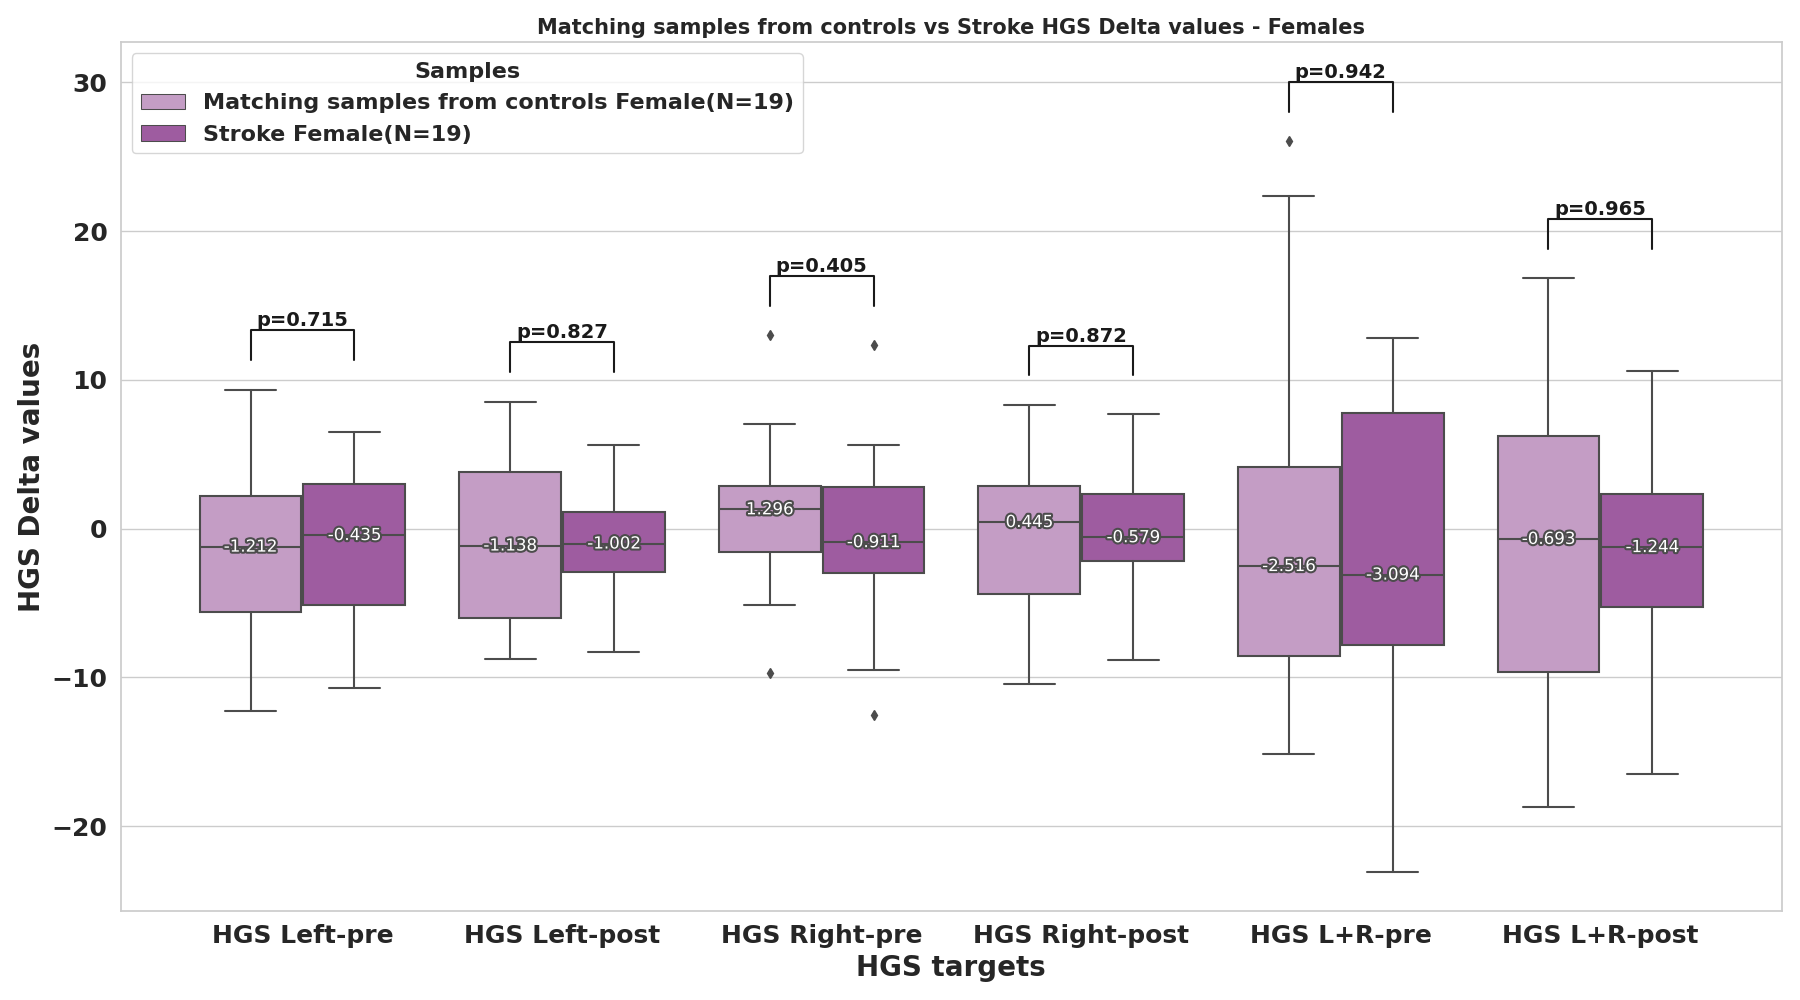 Matching samples from controls vs Stroke HGS Delta values - Females
Samples
Matching samples from controls Female(N=19)
Stroke Female(N=19)
HGS Delta values
30
20
10
0
−10
−20
p=0.715
p=0.827
p=0.405
p=0.872
p=0.942
p=0.965
-1.212
-0.435
-1.138
-1.002
1.296
-0.911
0.445
-0.579
-2.516
-3.094
-0.693
-1.244
HGS Left-pre
HGS Left-post
HGS Right-pre
HGS Right-post
HGS L+R-pre
HGS L+R-post
HGS targets